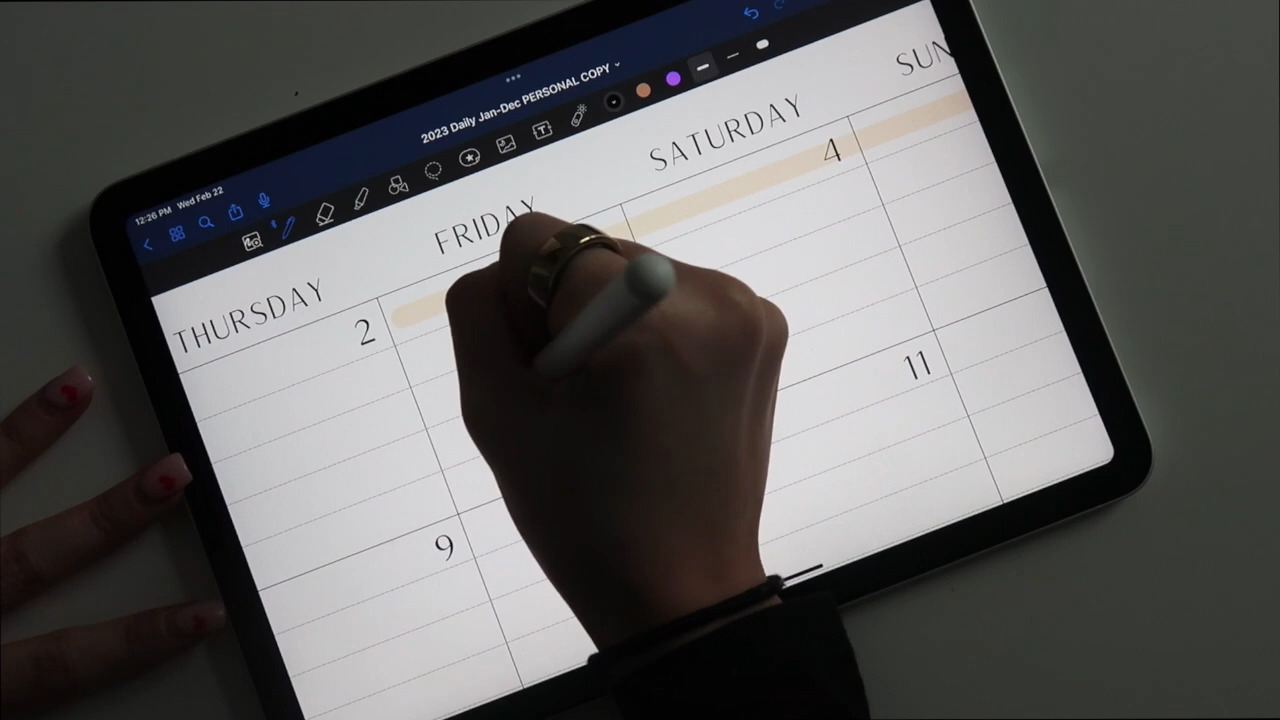 12:26 PM Wed Feb 22
2023 Daily Jan-Dec PERSONAL COPY
THURSDAY FRIDAY SATURDAY SUN
2 4
9 11